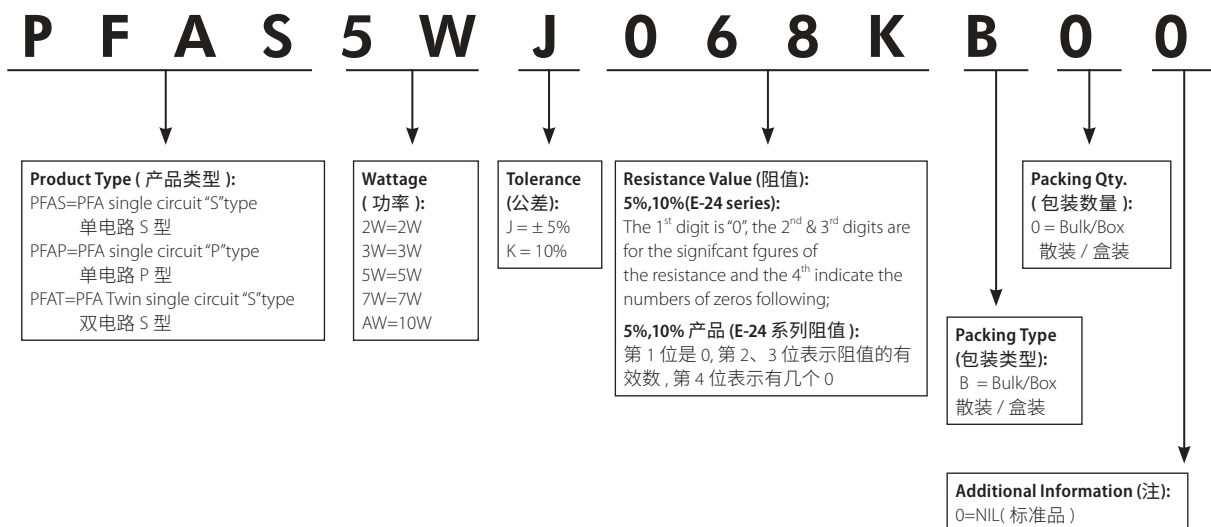 P F A S 5 W J 0 6 8 K B 0 0
Product Type ( 产品类型 ):
PFAS=PFA single circuit “S”type
单电路 S 型
PFAP=PFA single circuit “P”type
单电路 P 型
PFAT=PFA Twin single circuit “S”type
双电路 S 型
Wattage
( 功率 ):
2W=2W
3W=3W
5W=5W
7W=7W
AW=10W
Tolerance
(公差):
J = ± 5%
K = 10%
Resistance Value (阻值):
5%,10%(E-24 series):
The 1st digit is “0”, the 2nd & 3rd digits are
for the signifcant fgures of
the resistance and the 4th indicate the
numbers of zeros following;
5%,10% 产品 (E-24 系列阻值 ):
第 1 位是 0, 第 2、3 位表示阻值的有
效数 , 第 4 位表示有几个 0
Packing Qty.
( 包装数量 ):
0 = Bulk/Box
散装 / 盒装
Packing Type
(包装类型):
B = Bulk/Box
散装 / 盒装
Additional Information (注):
0=NIL( 标准品 )